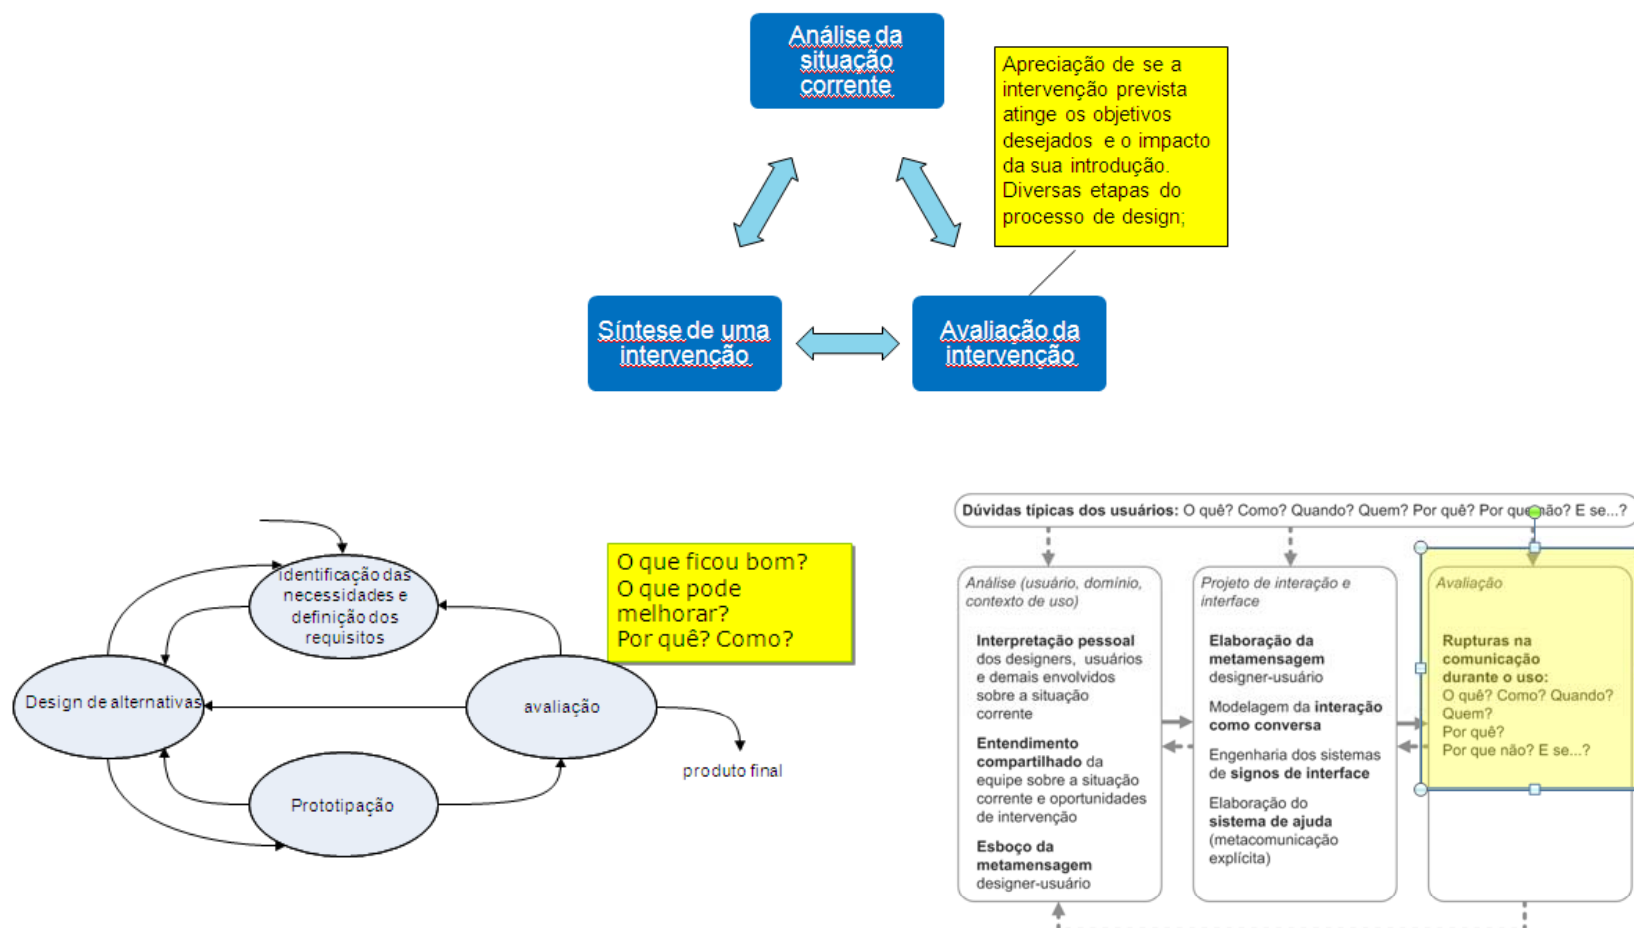 Análise da
situação
corrente
Apreciação de se a
intervenção prevista
atinge os objetivos
desejados e o impacto
da sua introdução.
Diversas etapas do
processo de design;
Síntese de uma
intervenção
Avaliação da
intervenção
identificação das
necessidades e
definição dos
requisitos
Design de alternativas
avaliação
Prototipação
produto final
O que ficou bom?
O que pode
melhorar?
Por quê? Como?
Dúvidas típicas dos usuários: O quê? Como? Quando? Quem? Por quê? Por que não? E se...?
Análise (usuário, domínio,
contexto de uso)
Interpretação pessoal
dos designers, usuários
e demais envolvidos
sobre a situação
corrente
Entendimento
compartilhado da
equipe sobre a situação
corrente e oportunidades
de intervenção
Esboço da
metamensagem
designer-usuário
Projeto de interação e
interface
Elaboração da
metamensagem
designer-usuário
Modelagem da interação
como conversa
Engenharia dos sistemas
de signos de interface
Elaboração do
sistema de ajuda
(metacomunicação
explícita)
Avaliação
Rupturas na
comunicação
durante o uso:
O quê? Como? Quando?
Quem?
Por quê?
Por que não? E se...?